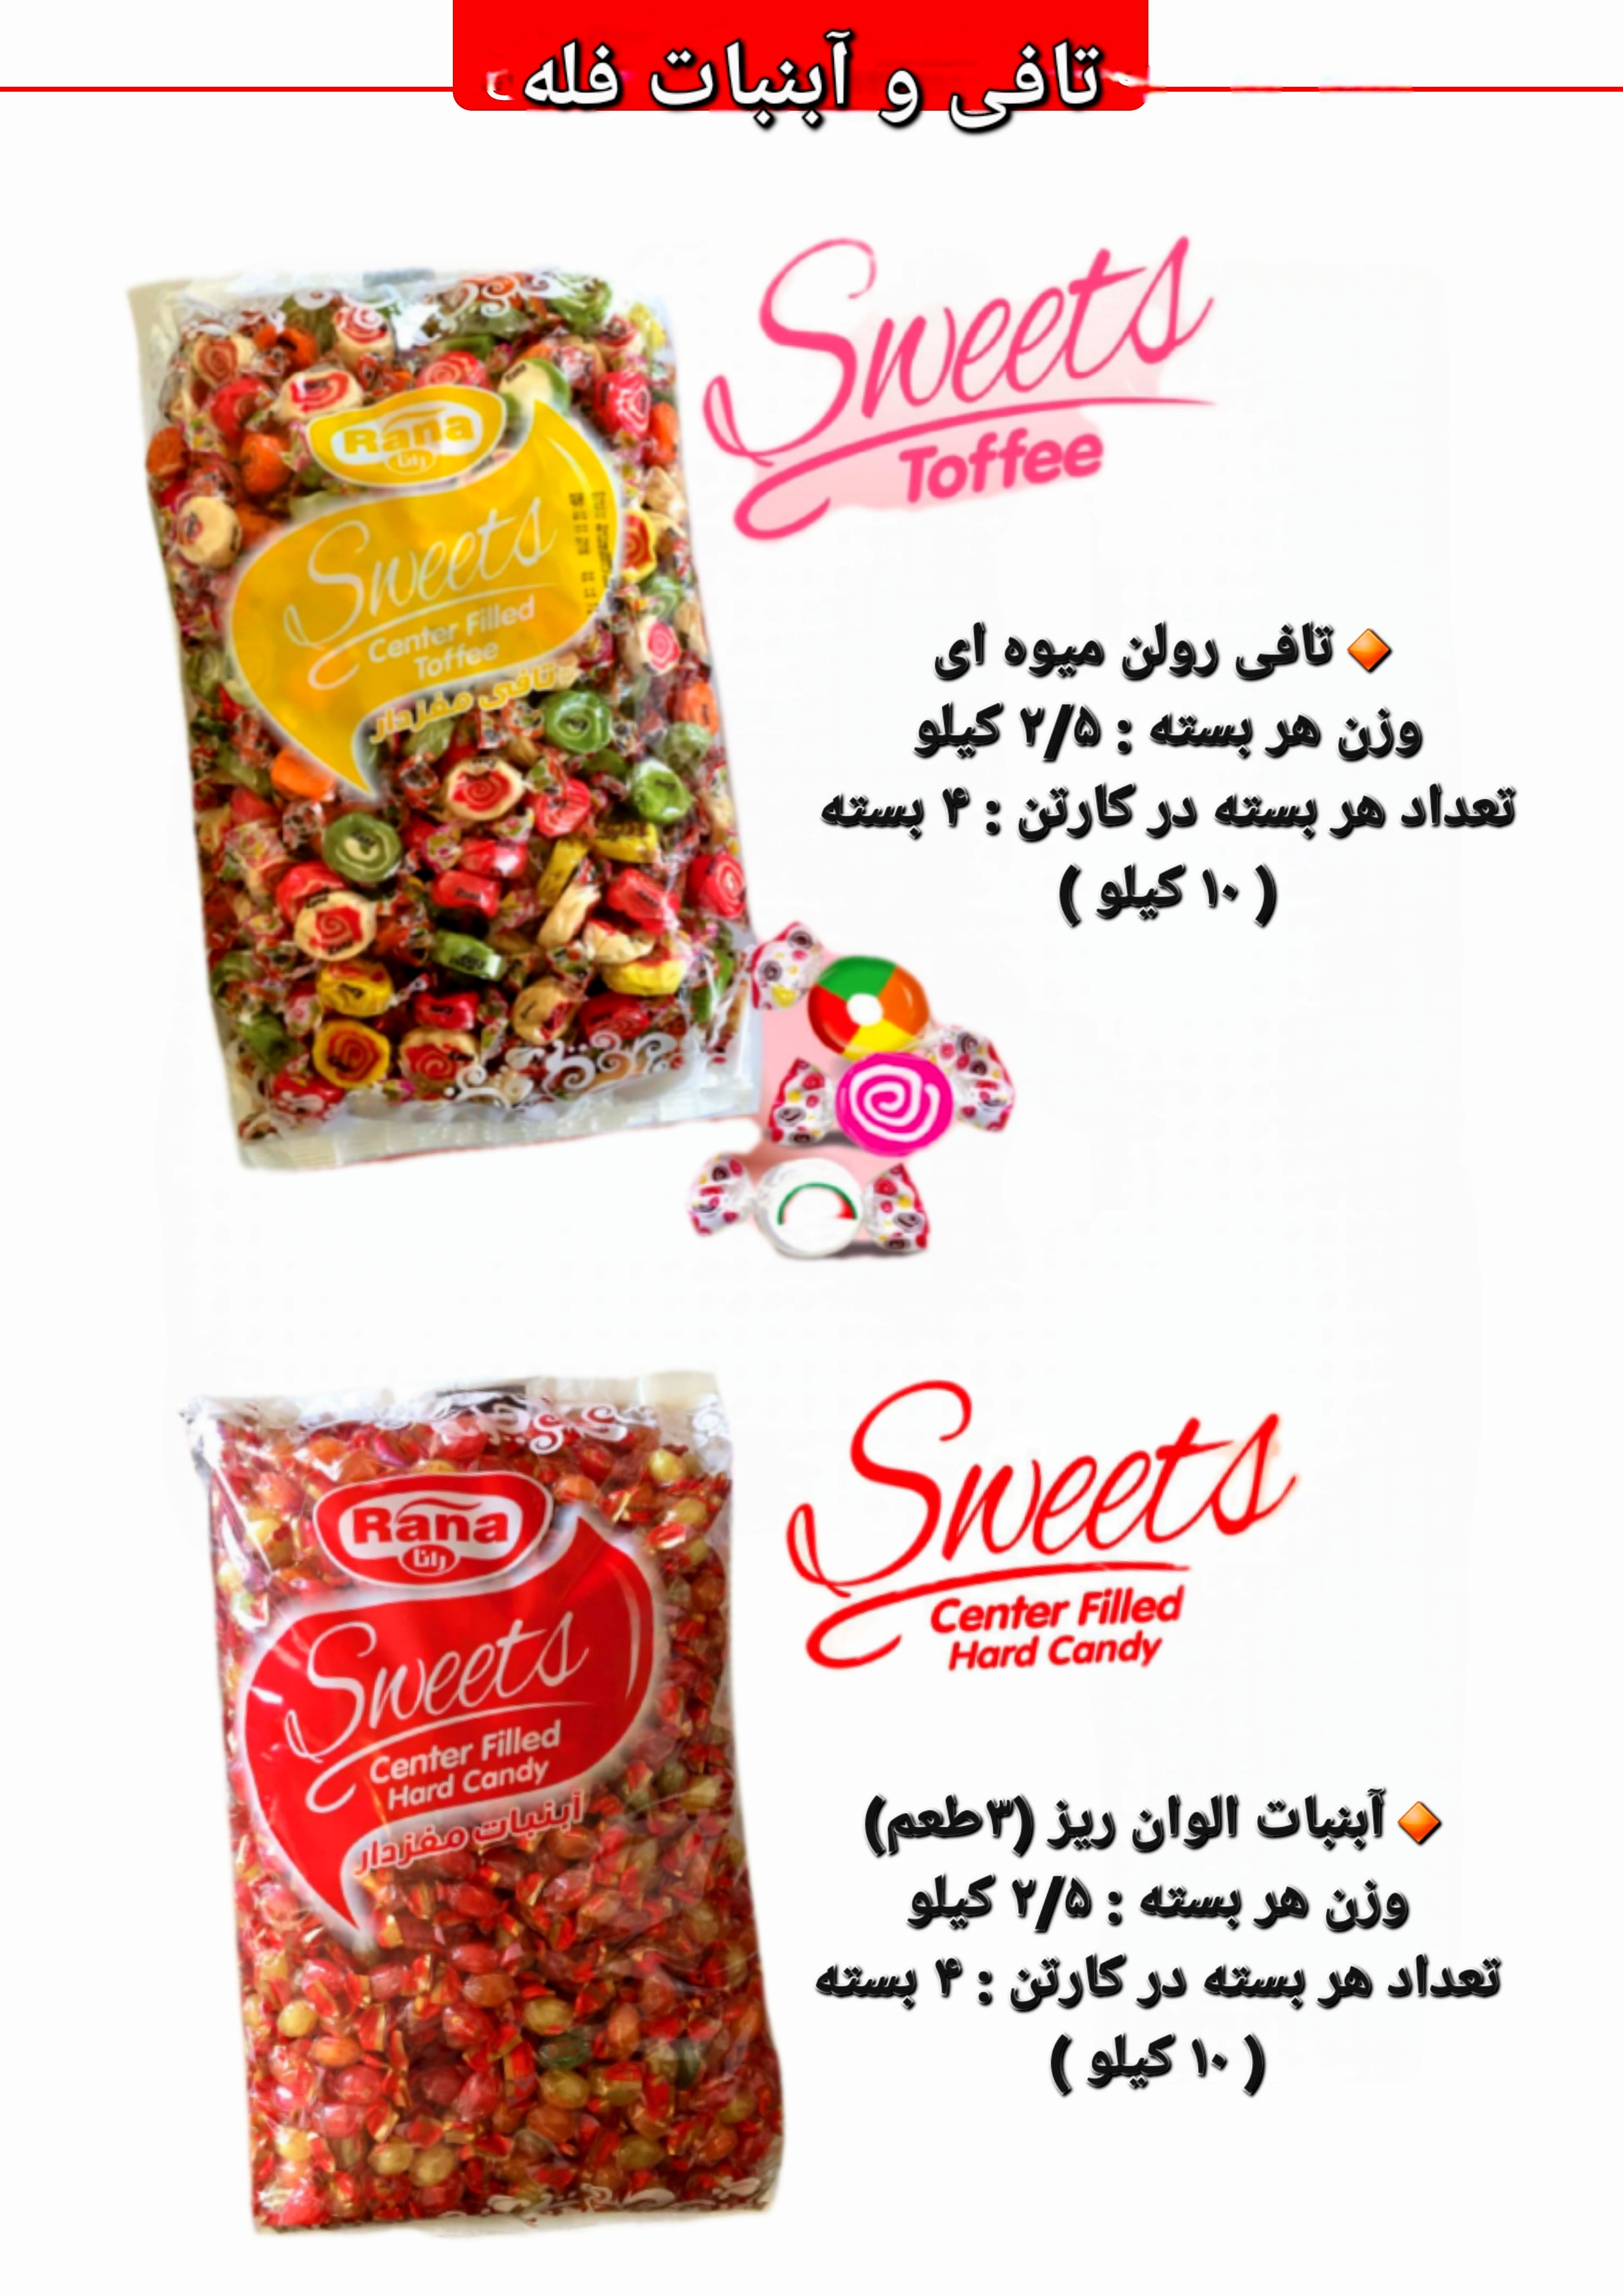 تافی و آبنبات فله
Sweets
Toffee
Rana
رانا
Sweets
Center Filled
Toffee
تافی مغزدار
🔸 تافی رولن میوه ای
وزن هر بسته : ۲/۵ کیلو
تعداد هر بسته در کارتن : ۴ بسته
( ۱۰ کیلو )
Sweets
Center Filled
Hard Candy
Rana
رانا
Sweets
Center Filled
Hard Candy
آبنبات مغزدار
🔸 آبنبات الوان ریز (۳طعم)
وزن هر بسته : ۲/۵ کیلو
تعداد هر بسته در کارتن : ۴ بسته
( ۱۰ کیلو )